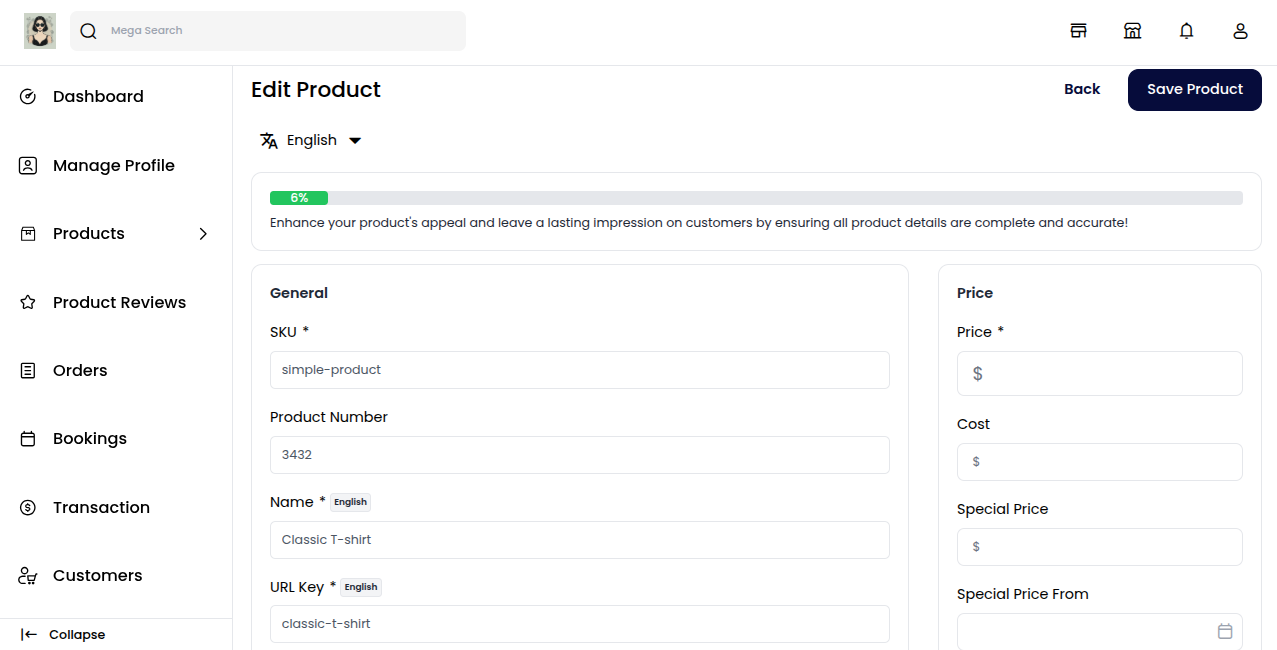 Mega Search
Dashboard
Manage Profile
Products
Product Reviews
Orders
Bookings
Transaction
Customers
Collapse
Edit Product
Back
Save Product
English
6%
Enhance your product's appeal and leave a lasting impression on customers by ensuring all product details are complete and accurate!
General
SKU *
simple-product
Product Number
3432
Name * English
Classic T-shirt
URL Key * English
classic-t-shirt
Price
Price *
$
Cost
$
Special Price
$
Special Price From